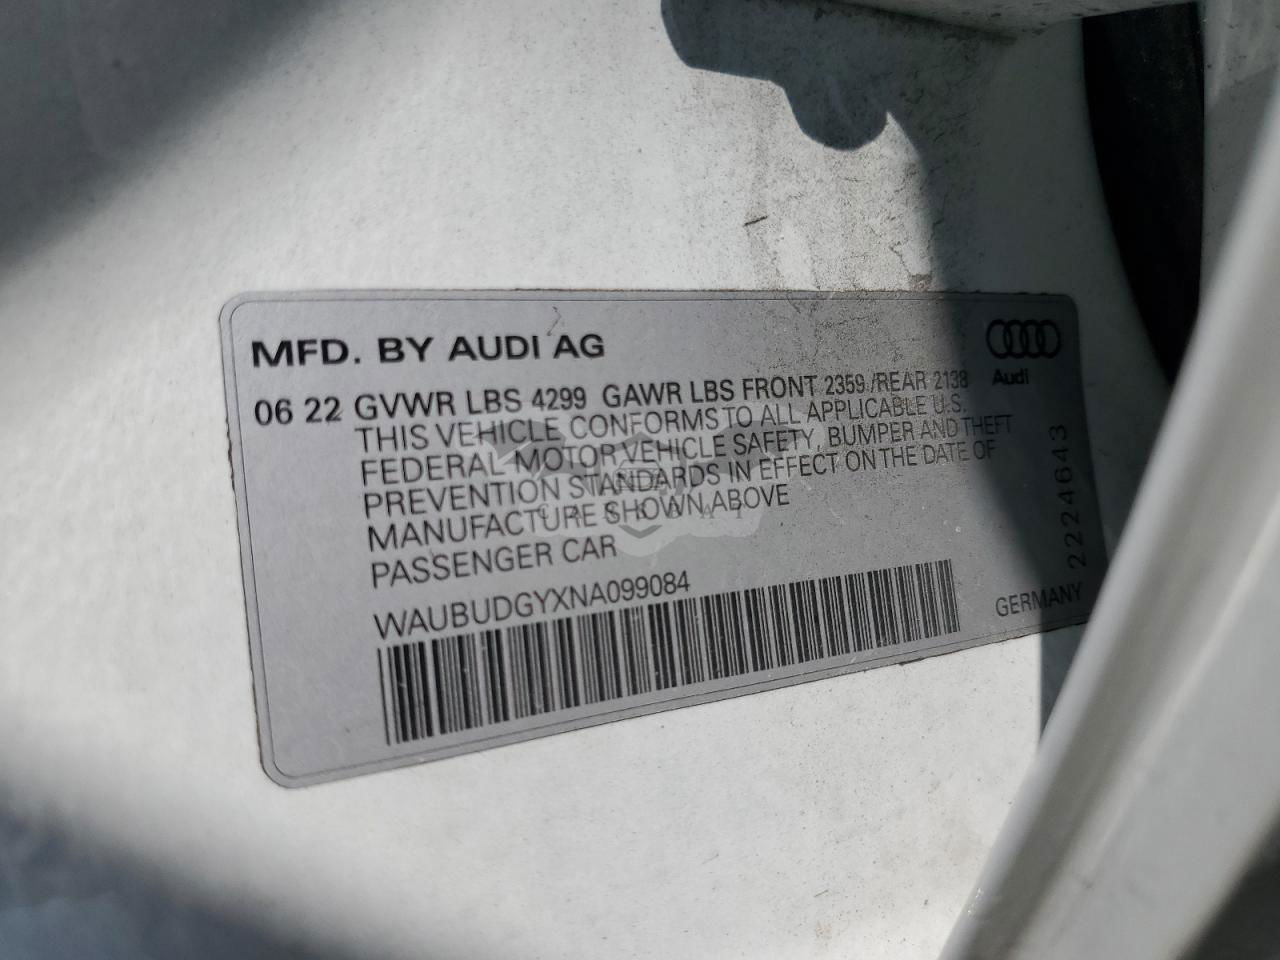 MFD. BY AUDI AG
Audi
06 22 GVWR LBS 4299 GAWR LBS FRONT 2359 /REAR 2138
THIS VEHICLE CONFORMS TO ALL APPLICABLE U.S.
FEDERAL MOTOR VEHICLE SAFETY, BUMPER AND THEFT
PREVENTION STANDARDS IN EFFECT ON THE DATE OF
MANUFACTURE SHOWN ABOVE
PASSENGER CAR
WAUBUDGYXNA099084
GERMANY
2224643